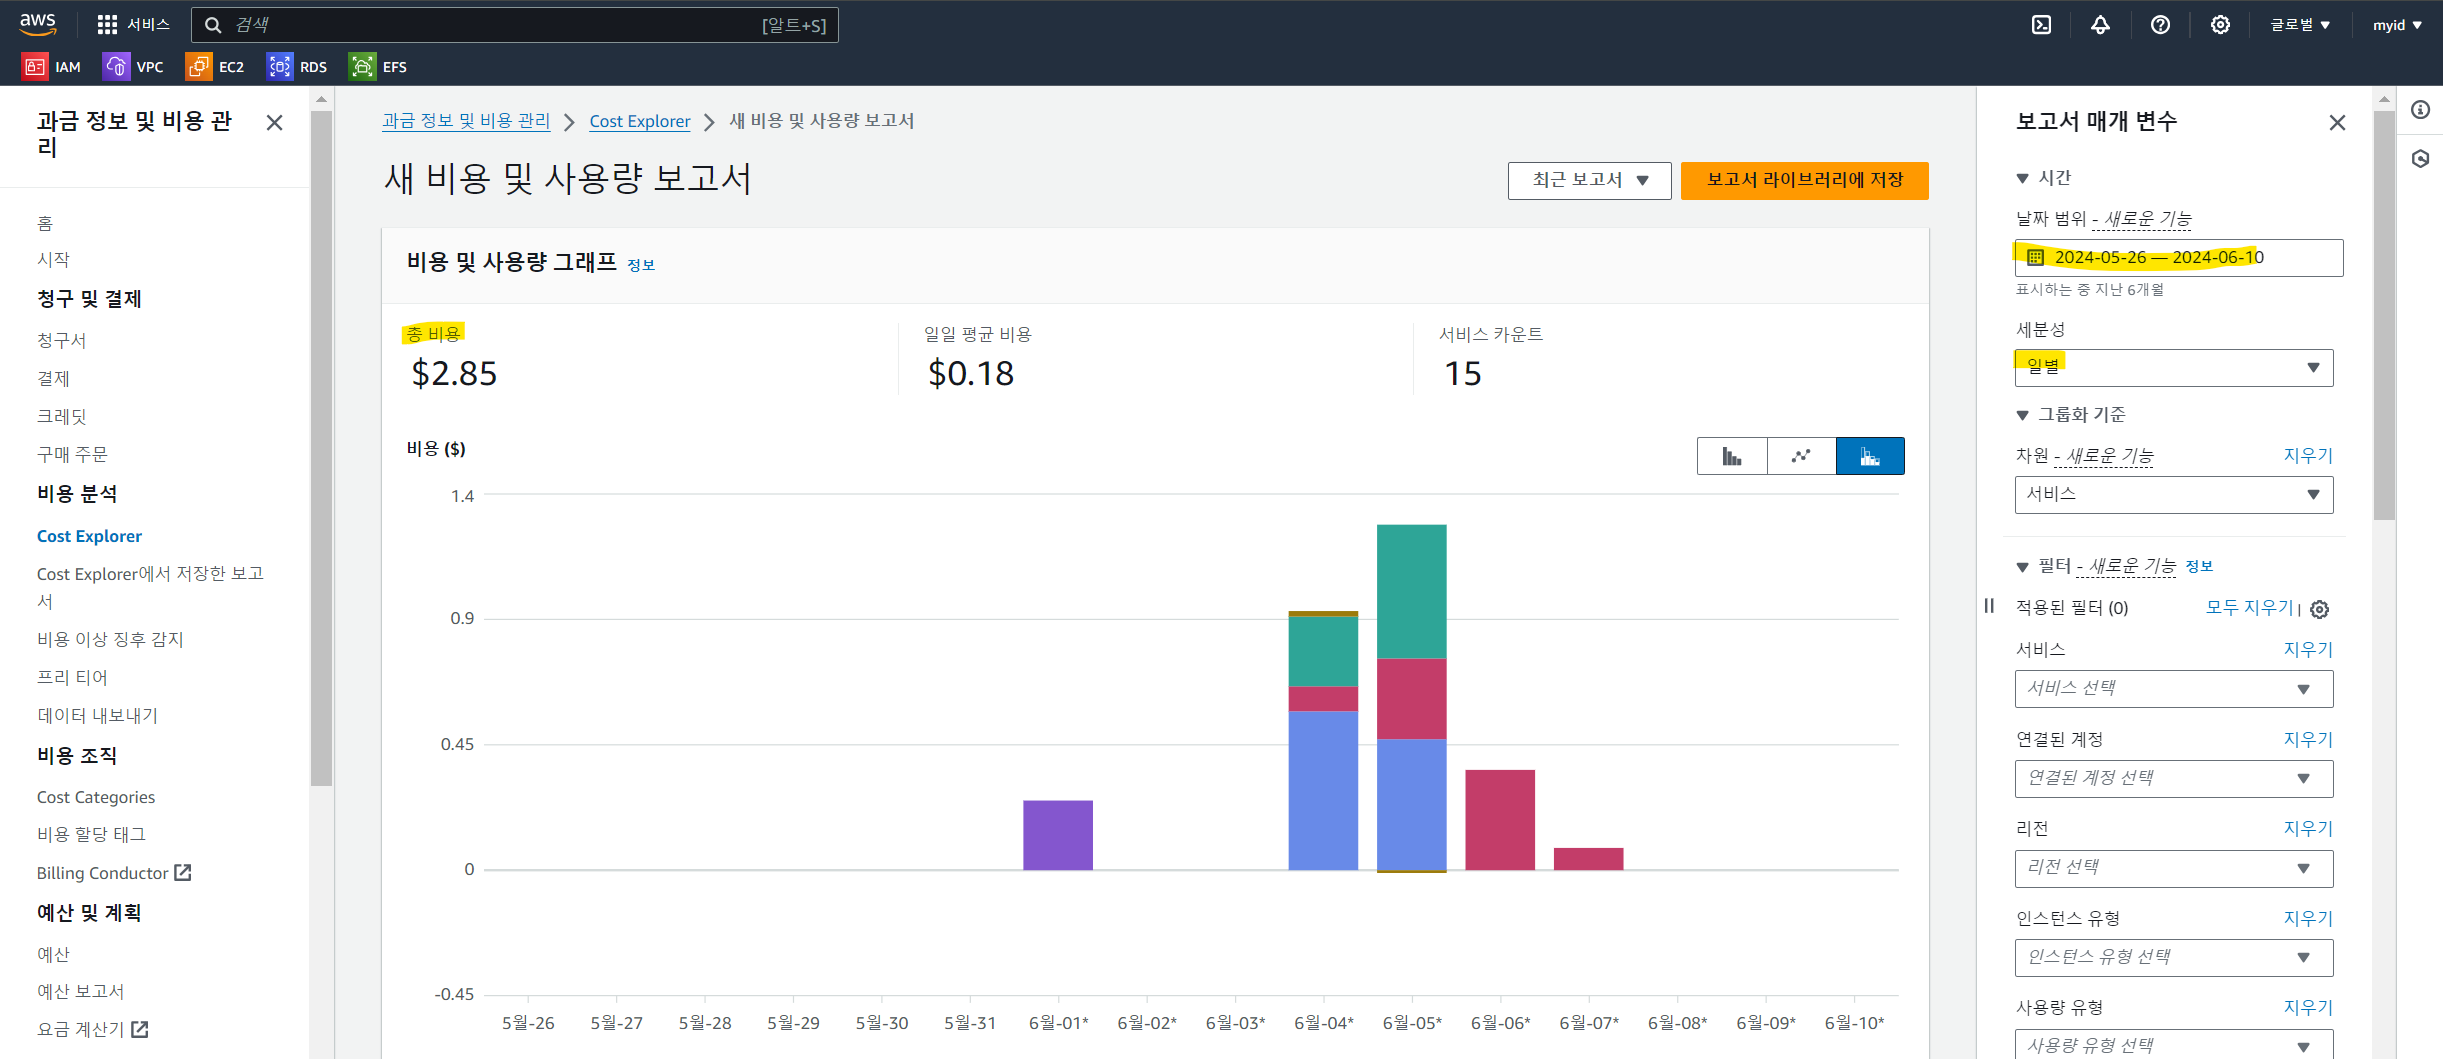 aws
서비스
검색
[알트+S]
글로벌
myid
IAM
VPC
EC2
RDS
EFS
과금 정보 및 비용 관
리
홈
시작
청구 및 결제
청구서
결제
크레딧
구매 주문
비용 분석
Cost Explorer
Cost Explorer에서 저장한 보고
서
비용 이상 징후 감지
프리 티어
데이터 내보내기
비용 조직
Cost Categories
비용 할당 태그
Billing Conductor
예산 및 계획
예산
예산 보고서
요금 계산기
과금 정보 및 비용 관리
Cost Explorer
새 비용 및 사용량 보고서
새 비용 및 사용량 보고서
최근 보고서
보고서 라이브러리에 저장
비용 및 사용량 그래프 정보
총 비용
$2.85
일일 평균 비용
$0.18
서비스 카운트
15
비용 ($)
1.4
0.9
0.45
0
-0.45
5월-26
5월-27
5월-28
5월-29
5월-30
5월-31
6월-01*
6월-02*
6월-03*
6월-04*
6월-05*
6월-06*
6월-07*
6월-08*
6월-09*
6월-10*
보고서 매개 변수
시간
날짜 범위 - 새로운 기능
2024-05-26 — 2024-06-10
표시하는 중 지난 6개월
세분성
일별
그룹화 기준
차원 - 새로운 기능
지우기
서비스
필터 - 새로운 기능 정보
적용된 필터 (0)
모두 지우기
서비스
지우기
서비스 선택
연결된 계정
지우기
연결된 계정 선택
리전
지우기
리전 선택
인스턴스 유형
지우기
인스턴스 유형 선택
사용량 유형
지우기
사용량 유형 선택